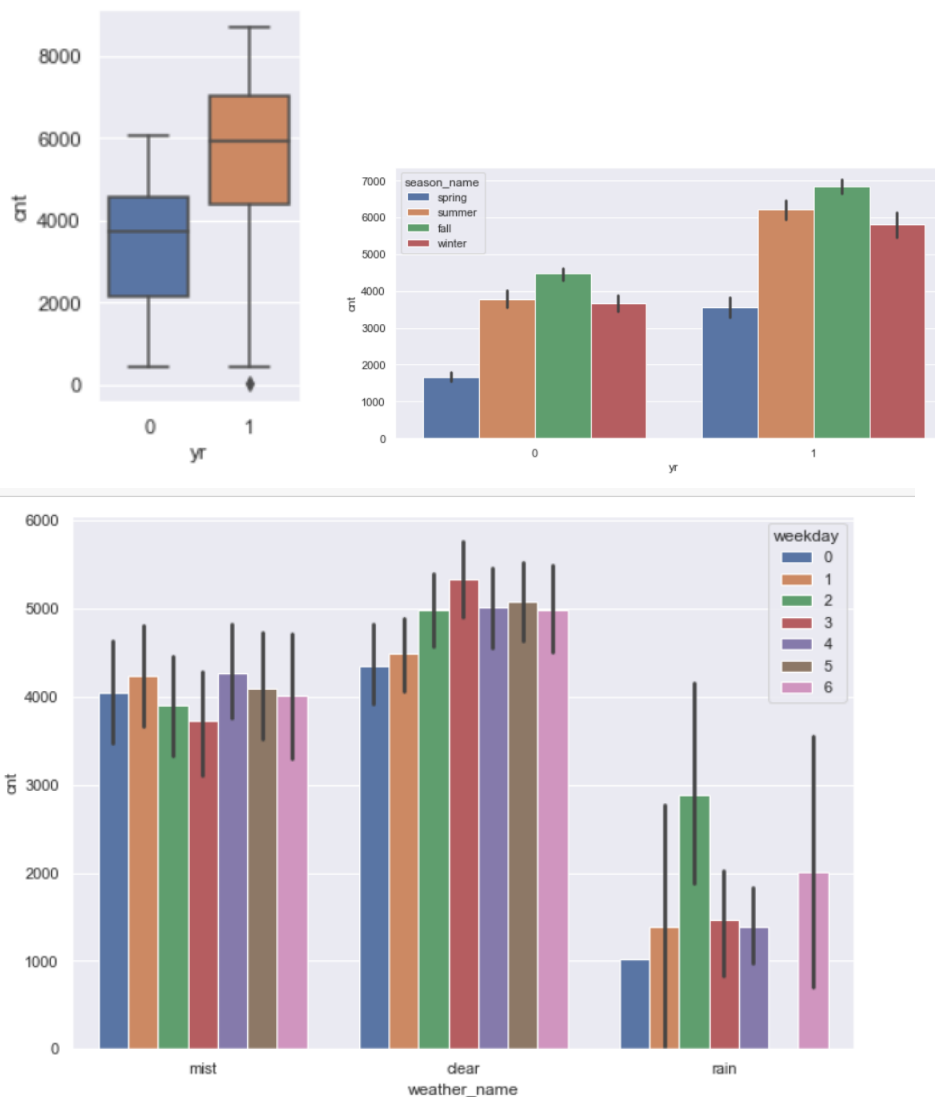 8000
6000
4000
2000
0
cnt
0 1
yr
7000
6000
5000
4000
3000
2000
1000
0
cnt
season_name
spring
summer
fall
winter
0 1
yr
6000
5000
4000
3000
2000
1000
0
cnt
weekday
0
1
2
3
4
5
6
mist clear rain
weather_name